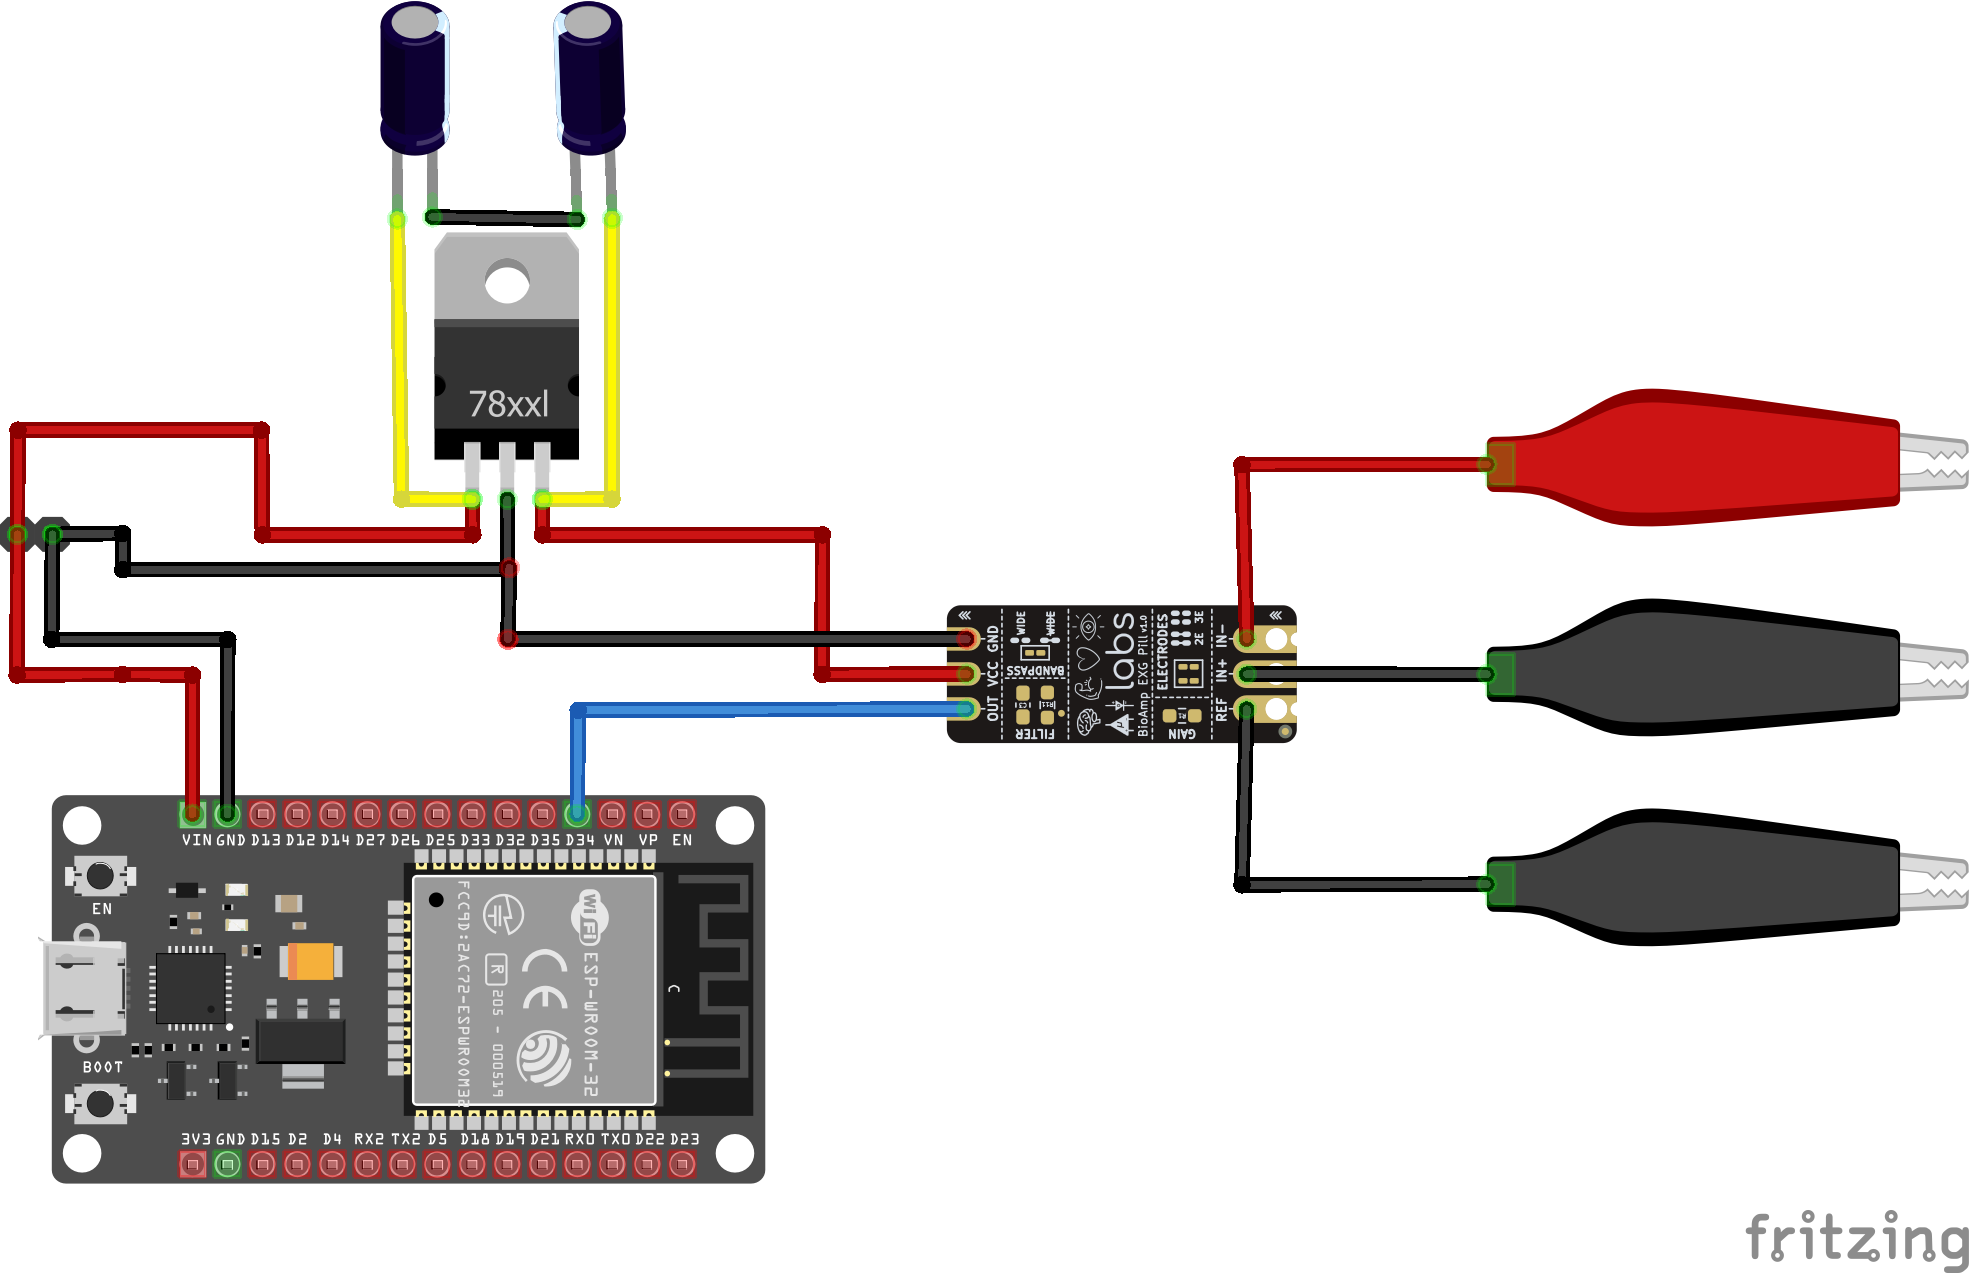 78xxl
GND
VCC
OUT
WIDE
WIDE
BANDPASS
FILTER
labs
BioAmp EXG Pill v1.0
ELECTRODES
2E 3E
GAIN
IN-
IN+
REF
VIN GND D13 D12 D14 D27 D26 D25 D33 D32 D35 D34 VN VP EN
EN
BOOT
FCC
ESP-WROOM-32
WiFi
CE
R
205 - 000519
C
3V3 GND D15 D2 D4 RX2 TX2 D5 D18 D19 D21 RX0 TX0 D22 D23
fritzing